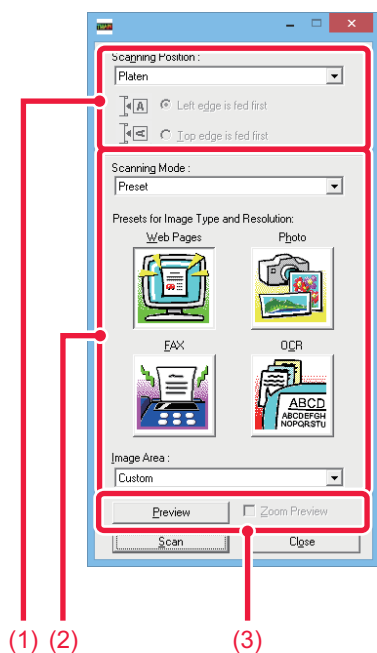 Scanning Position :
Platen
A Left edge is fed first
A Top edge is fed first
Scanning Mode :
Preset
Presets for Image Type and Resolution:
Web Pages Photo
FAX OCR
ABCD
ABCDEFGH
NOPQRSTU
Image Area :
Custom
Preview Zoom Preview
Scan Close
(1) (2) (3)